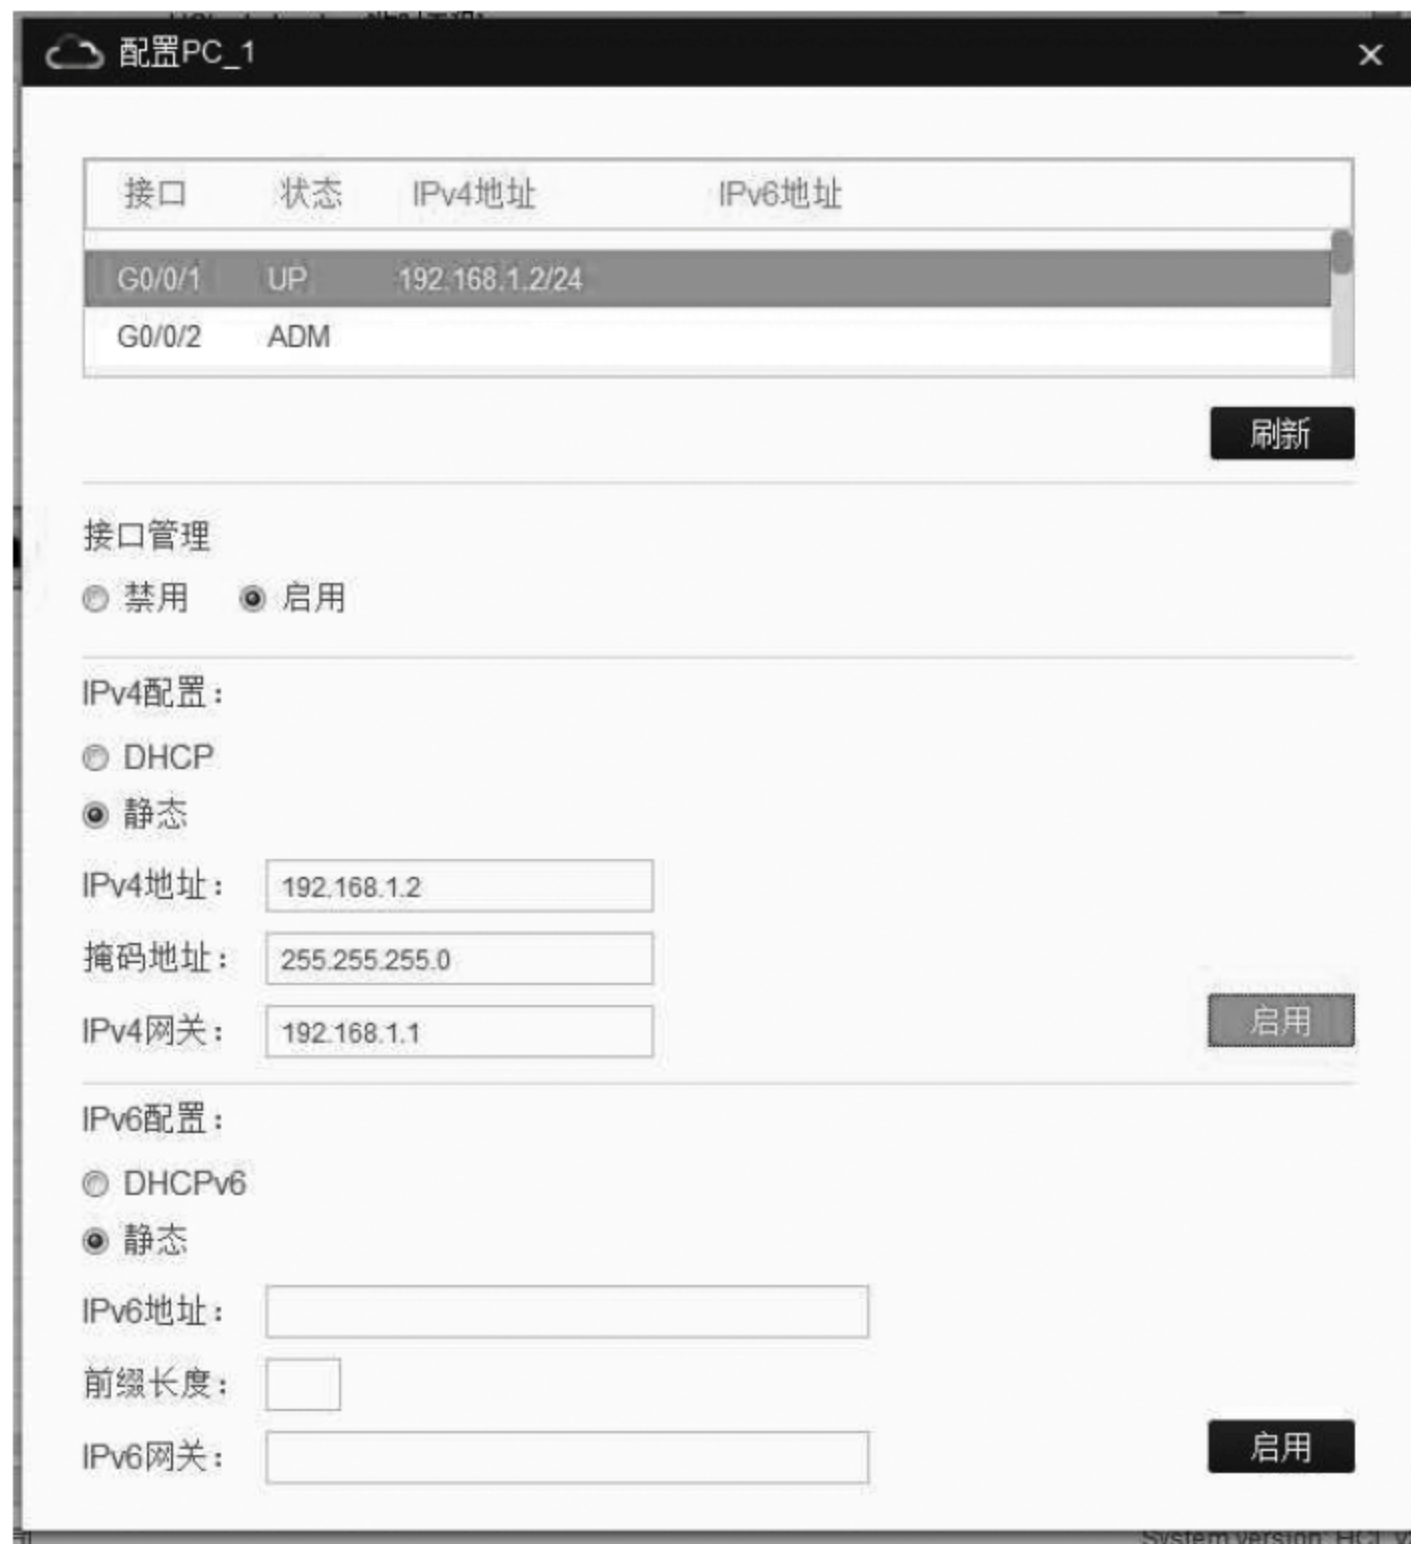 配置PC_1
接口 状态 IPv4地址 IPv6地址
G0/0/1 UP 192.168.1.2/24
G0/0/2 ADM
刷新
接口管理
禁用 启用
IPv4配置：
DHCP
静态
IPv4地址： 192.168.1.2
掩码地址： 255.255.255.0
IPv4网关： 192.168.1.1 启用
IPv6配置：
DHCPv6
静态
IPv6地址：
前缀长度：
IPv6网关： 启用
System version: HCL